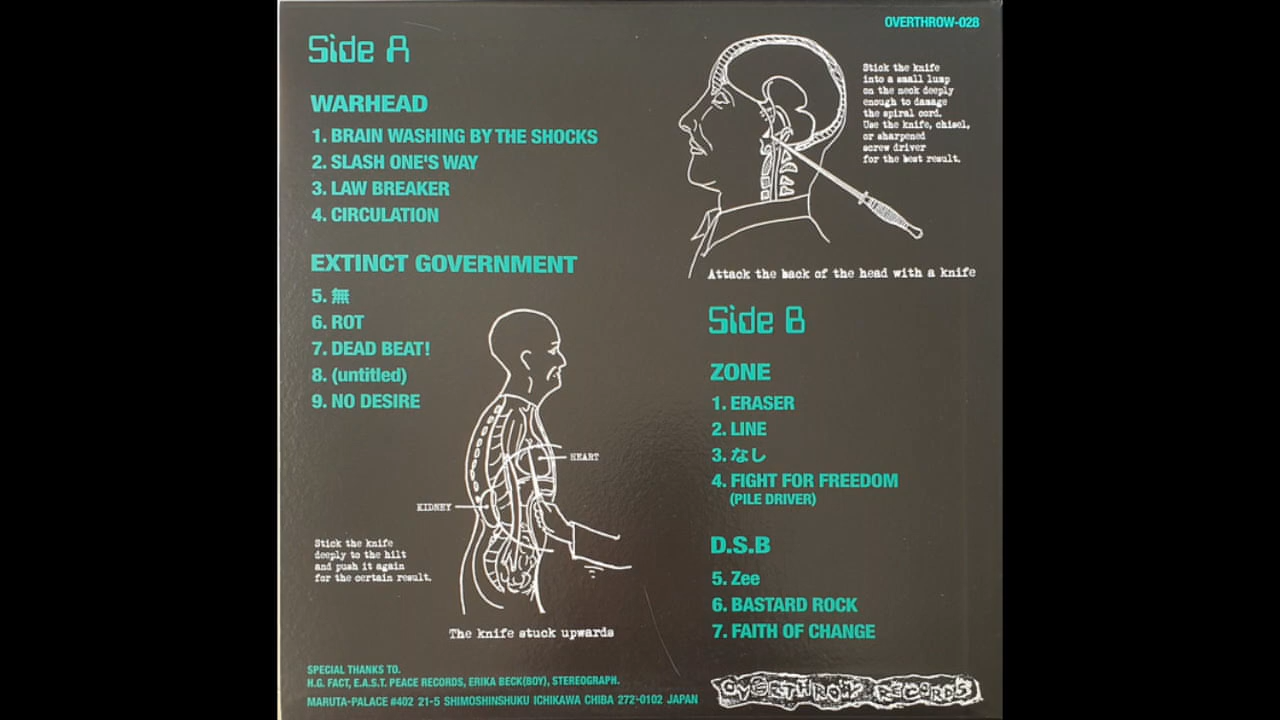 OVERTHROW-028
Side A
WARHEAD
1. BRAIN WASHING BY THE SHOCKS
2. SLASH ONE'S WAY
3. LAW BREAKER
4. CIRCULATION
EXTINCT GOVERNMENT
5. 無
6. ROT
7. DEAD BEAT!
8. (untitled)
9. NO DESIRE
Stick the knife
into a small lump
on the neck deeply
enough to damage
the spiral cord.
Use the knife, chisel,
or sharpened
screw driver
for the best result.
Attack the back of the head with a knife
HEART
KIDNEY
Stick the knife
deeply to the hilt
and push it again
for the certain result.
The knife stuck upwards
Side B
ZONE
1. ERASER
2. LINE
3. なし
4. FIGHT FOR FREEDOM
(PILE DRIVER)
D.S.B
5. Zee
6. BASTARD ROCK
7. FAITH OF CHANGE
SPECIAL THANKS TO.
H.G. FACT, E.A.S.T. PEACE RECORDS, ERIKA BECK(BOY), STEREOGRAPH.
MARUTA-PALACE #402 21-5 SHIMOSHINSHUKU ICHIKAWA CHIBA 272-0102 JAPAN
OVERTHROW RECORDS